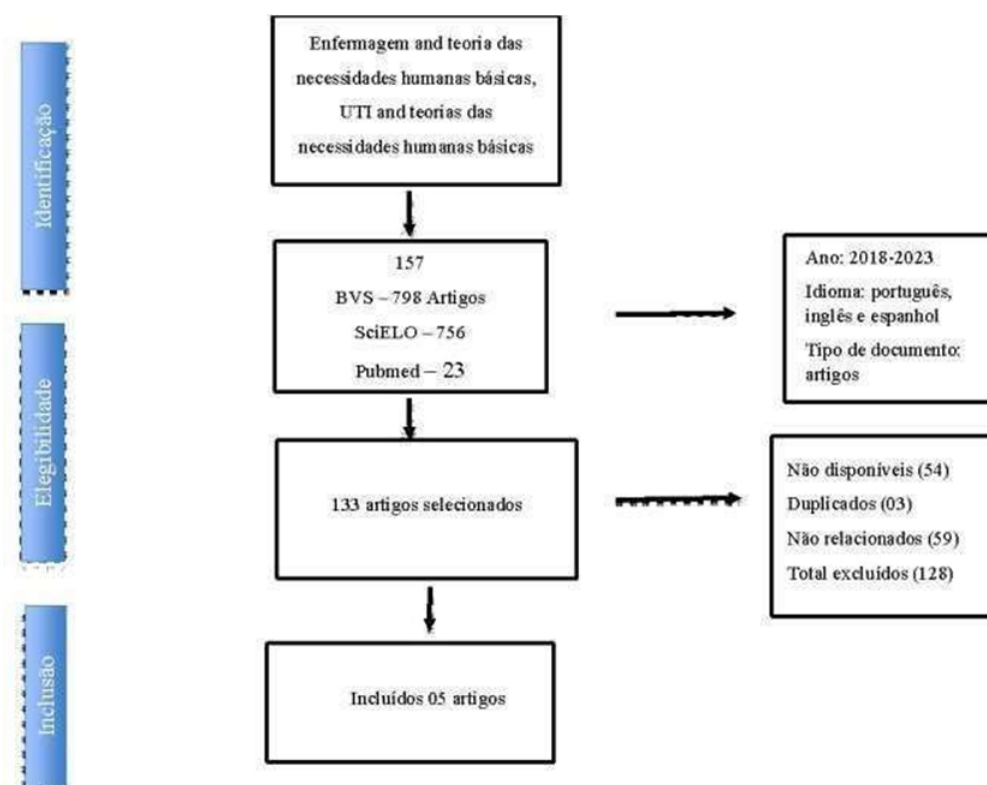 Identificação
Enfermagem and teoria das
necessidades humanas básicas,
UTI and teorias das
necessidades humanas básicas
157
BVS – 798 Artigos
SciELO – 756
Pubmed – 23
Ano: 2018-2023
Idioma: português,
inglês e espanhol
Tipo de documento:
artigos
Elegibilidade
133 artigos selecionados
Não disponíveis (54)
Duplicados (03)
Não relacionados (59)
Total excluídos (128)
Inclusão
Incluídos 05 artigos